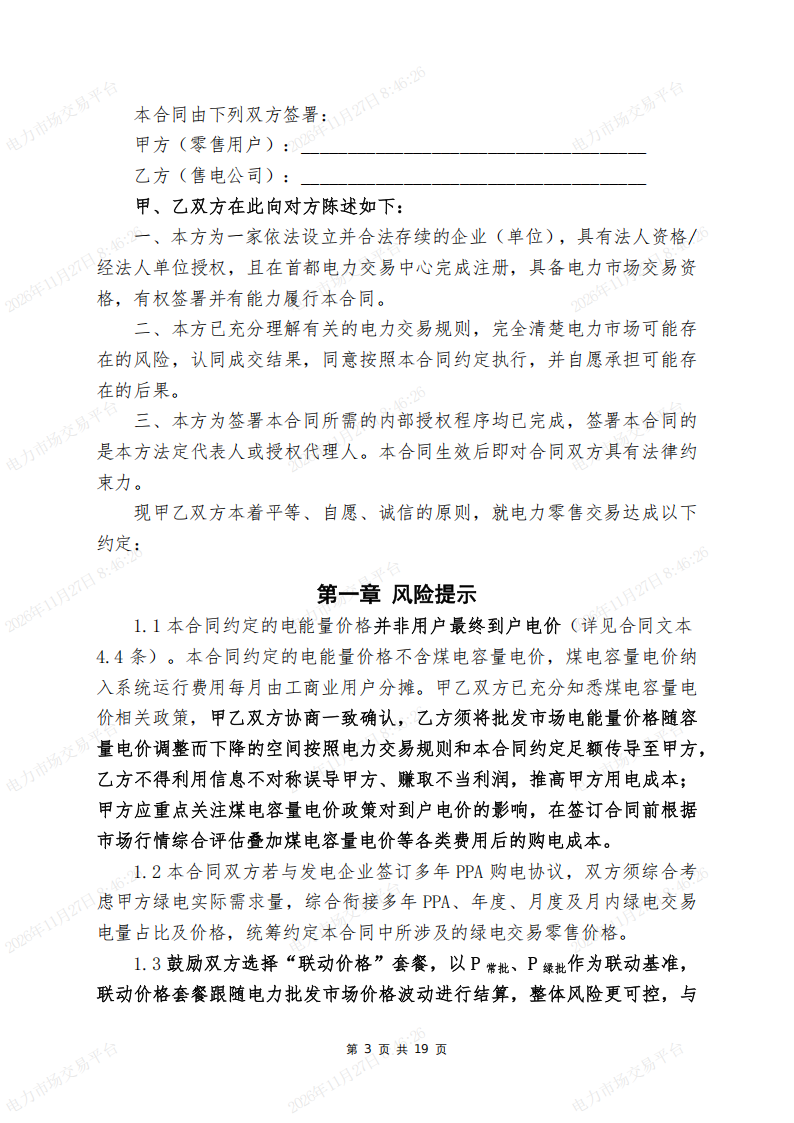 本合同由下列双方签署：
甲方（零售用户）：____________________________________
乙方（售电公司）：____________________________________
甲、乙双方在此向对方陈述如下：
一、本方为一家依法设立并合法存续的企业（单位），具有法人资格/
经法人单位授权，且在首都电力交易中心完成注册，具备电力市场交易资
格，有权签署并有能力履行本合同。
二、本方已充分理解有关的电力交易规则，完全清楚电力市场可能存
在的风险，认同成交结果，同意按照本合同约定执行，并自愿承担可能存
在的后果。
三、本方为签署本合同所需的内部授权程序均已完成，签署本合同的
是本方法定代表人或授权代理人。本合同生效后即对合同双方具有法律约
束力。
现甲乙双方本着平等、自愿、诚信的原则，就电力零售交易达成以下
约定：
第一章 风险提示
1.1 本合同约定的电能量价格并非用户最终到户电价（详见合同文本
4.4 条）。本合同约定的电能量价格不含煤电容量电价，煤电容量电价纳
入系统运行费用每月由工商业用户分摊。甲乙双方已充分知悉煤电容量电
价相关政策，甲乙双方协商一致确认，乙方须将批发市场电能量价格随容
量电价调整而下降的空间按照电力交易规则和本合同约定足额传导至甲方，
乙方不得利用信息不对称误导甲方、赚取不当利润，推高甲方用电成本；
甲方应重点关注煤电容量电价政策对到户电价的影响，在签订合同前根据
市场行情综合评估叠加煤电容量电价等各类费用后的购电成本。
1.2 本合同双方若与发电企业签订多年 PPA 购电协议，双方须综合考
虑甲方绿电实际需求量，综合衔接多年 PPA、年度、月度及月内绿电交易
电量占比及价格，统筹约定本合同中所涉及的绿电交易零售价格。
1.3 鼓励双方选择“联动价格”套餐，以 P 常批、P 绿批作为联动基准，
联动价格套餐跟随电力批发市场价格波动进行结算，整体风险更可控，与
第 3 页 共 19 页
电力市场交易平台
2026年11月27日 8:46:26